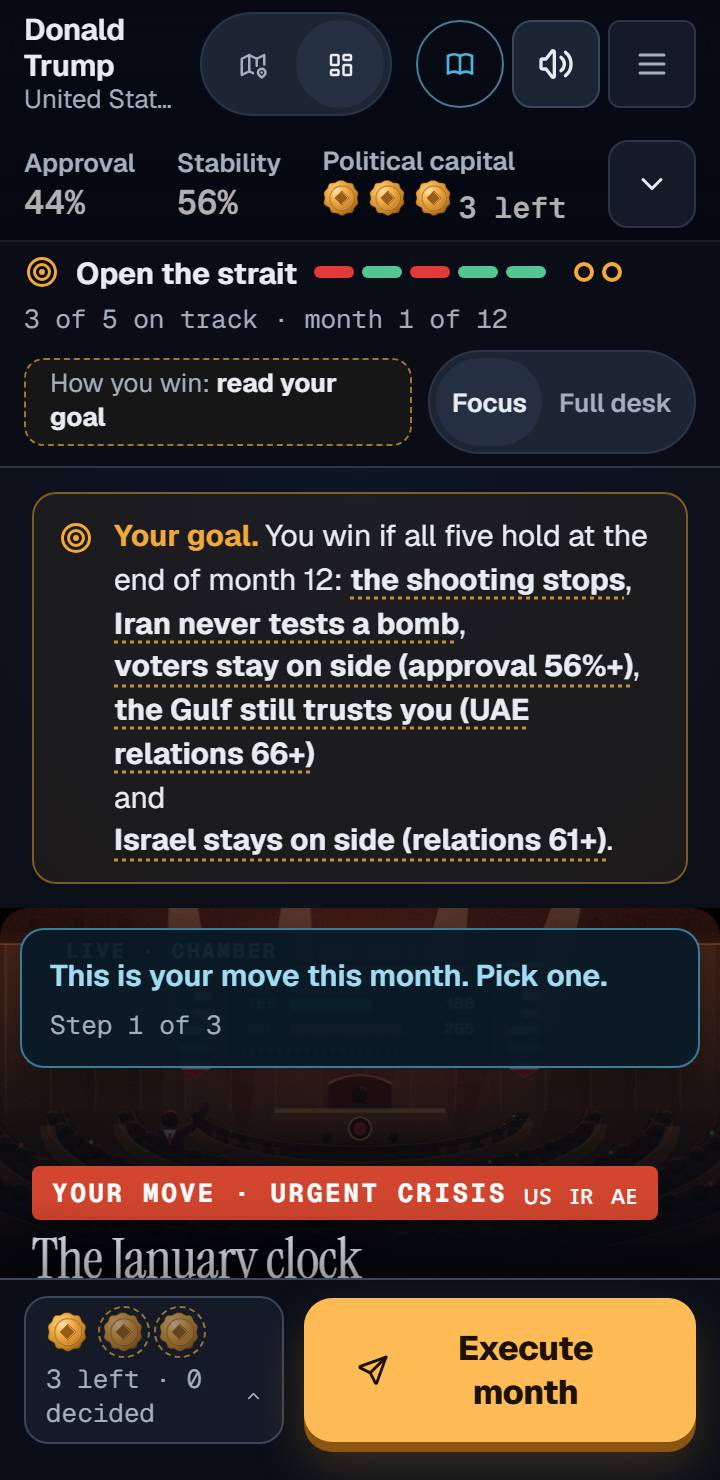 Donald
Trump
United Stat...
Approval
44%
Stability
56%
Political capital
3 left
Open the strait
3 of 5 on track · month 1 of 12
How you win: read your
goal
Focus
Full desk
Your goal. You win if all five hold at the
end of month 12: the shooting stops,
Iran never tests a bomb,
voters stay on side (approval 56%+),
the Gulf still trusts you (UAE
relations 66+)
and
Israel stays on side (relations 61+).
LIVE · CHAMBER
This is your move this month. Pick one.
Step 1 of 3
YOUR MOVE · URGENT CRISIS US IR AE
The January clock
3 left · 0
decided
Execute
month